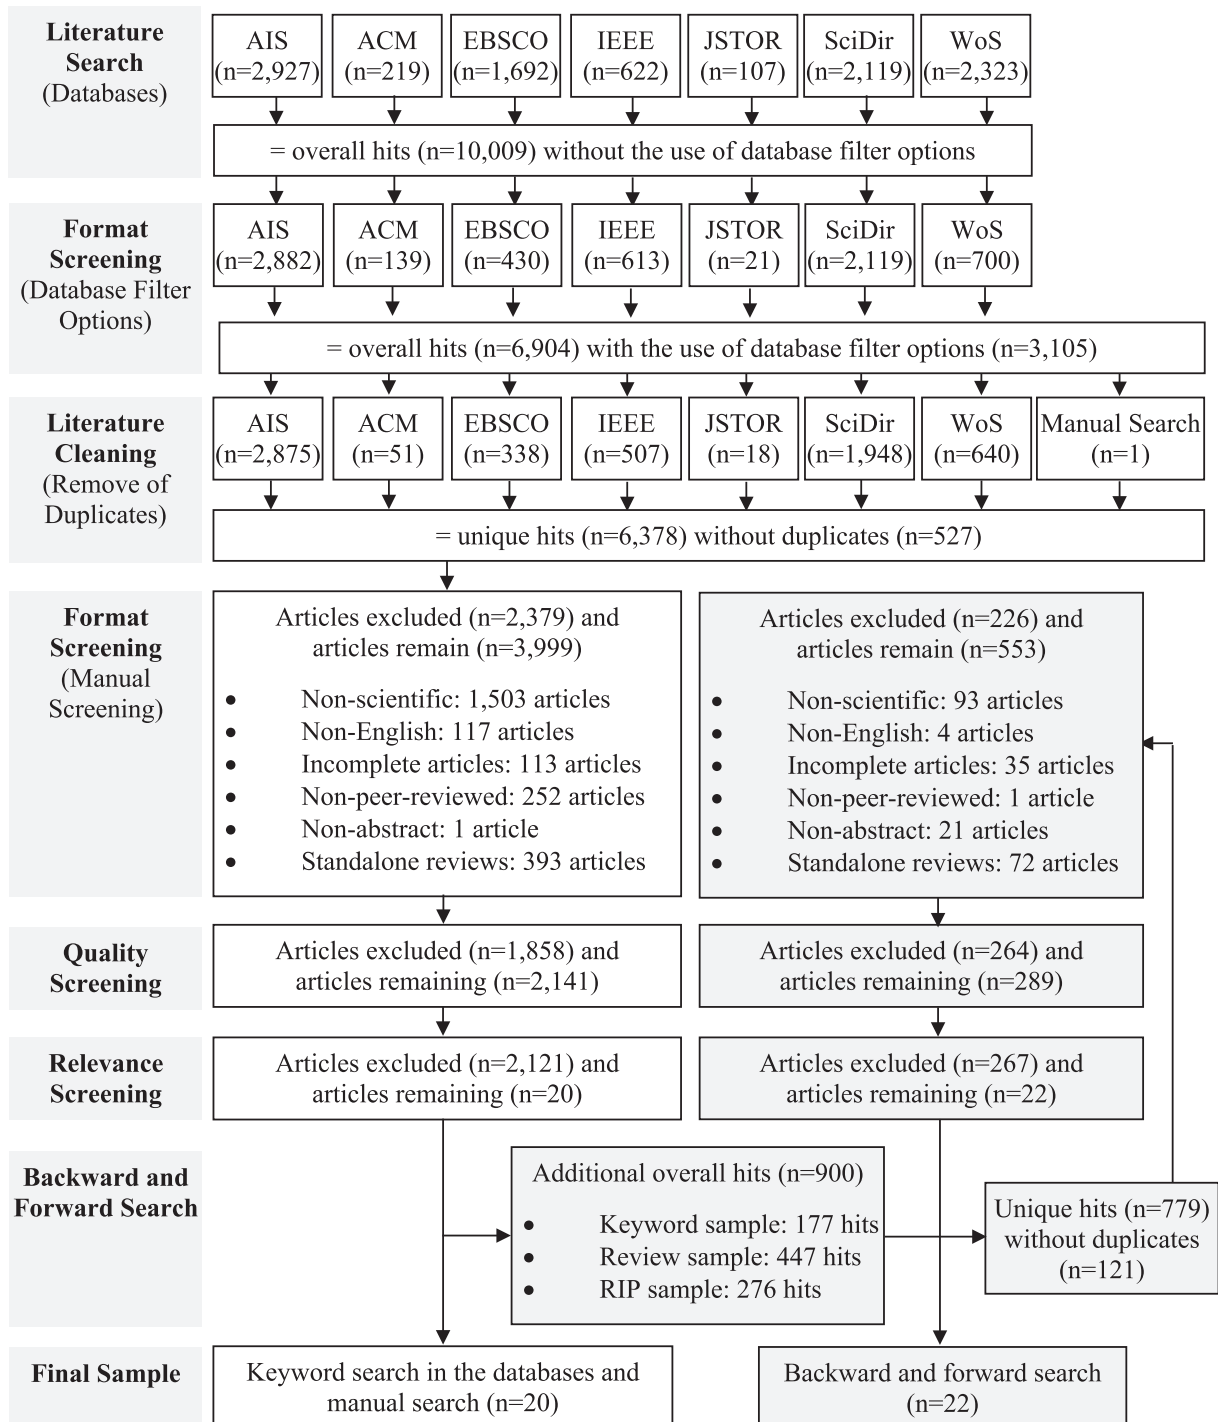 Literature
Search
(Databases)
AIS
(n=2,927)
ACM
(n=219)
EBSCO
(n=1,692)
IEEE
(n=622)
JSTOR
(n=107)
SciDir
(n=2,119)
WoS
(n=2,323)
= overall hits (n=10,009) without the use of database filter options
Format
Screening
(Database Filter
Options)
AIS
(n=2,882)
ACM
(n=139)
EBSCO
(n=430)
IEEE
(n=613)
JSTOR
(n=21)
SciDir
(n=2,119)
WoS
(n=700)
= overall hits (n=6,904) with the use of database filter options (n=3,105)
Literature
Cleaning
(Remove of
Duplicates)
AIS
(n=2,875)
ACM
(n=51)
EBSCO
(n=338)
IEEE
(n=507)
JSTOR
(n=18)
SciDir
(n=1,948)
WoS
(n=640)
Manual Search
(n=1)
= unique hits (n=6,378) without duplicates (n=527)
Format
Screening
(Manual
Screening)
Articles excluded (n=2,379) and
articles remain (n=3,999)
• Non-scientific: 1,503 articles
• Non-English: 117 articles
• Incomplete articles: 113 articles
• Non-peer-reviewed: 252 articles
• Non-abstract: 1 article
• Standalone reviews: 393 articles
Articles excluded (n=226) and
articles remain (n=553)
• Non-scientific: 93 articles
• Non-English: 4 articles
• Incomplete articles: 35 articles
• Non-peer-reviewed: 1 article
• Non-abstract: 21 articles
• Standalone reviews: 72 articles
Quality
Screening
Articles excluded (n=1,858) and
articles remaining (n=2,141)
Articles excluded (n=264) and
articles remaining (n=289)
Relevance
Screening
Articles excluded (n=2,121) and
articles remaining (n=20)
Articles excluded (n=267) and
articles remaining (n=22)
Backward and
Forward Search
Additional overall hits (n=900)
• Keyword sample: 177 hits
• Review sample: 447 hits
• RIP sample: 276 hits
Unique hits (n=779)
without duplicates
(n=121)
Final Sample
Keyword search in the databases and
manual search (n=20)
Backward and forward search
(n=22)